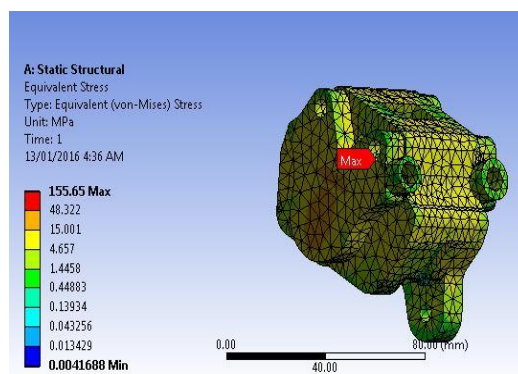 A: Static Structural
Equivalent Stress
Type: Equivalent (von-Mises) Stress
Unit: MPa
Time: 1
13/01/2016 4:36 AM
155.65 Max
48.322
15.001
4.657
1.4458
0.44883
0.13934
0.043256
0.013429
0.0041688 Min
Max
0.00
80.00 (mm)
40.00